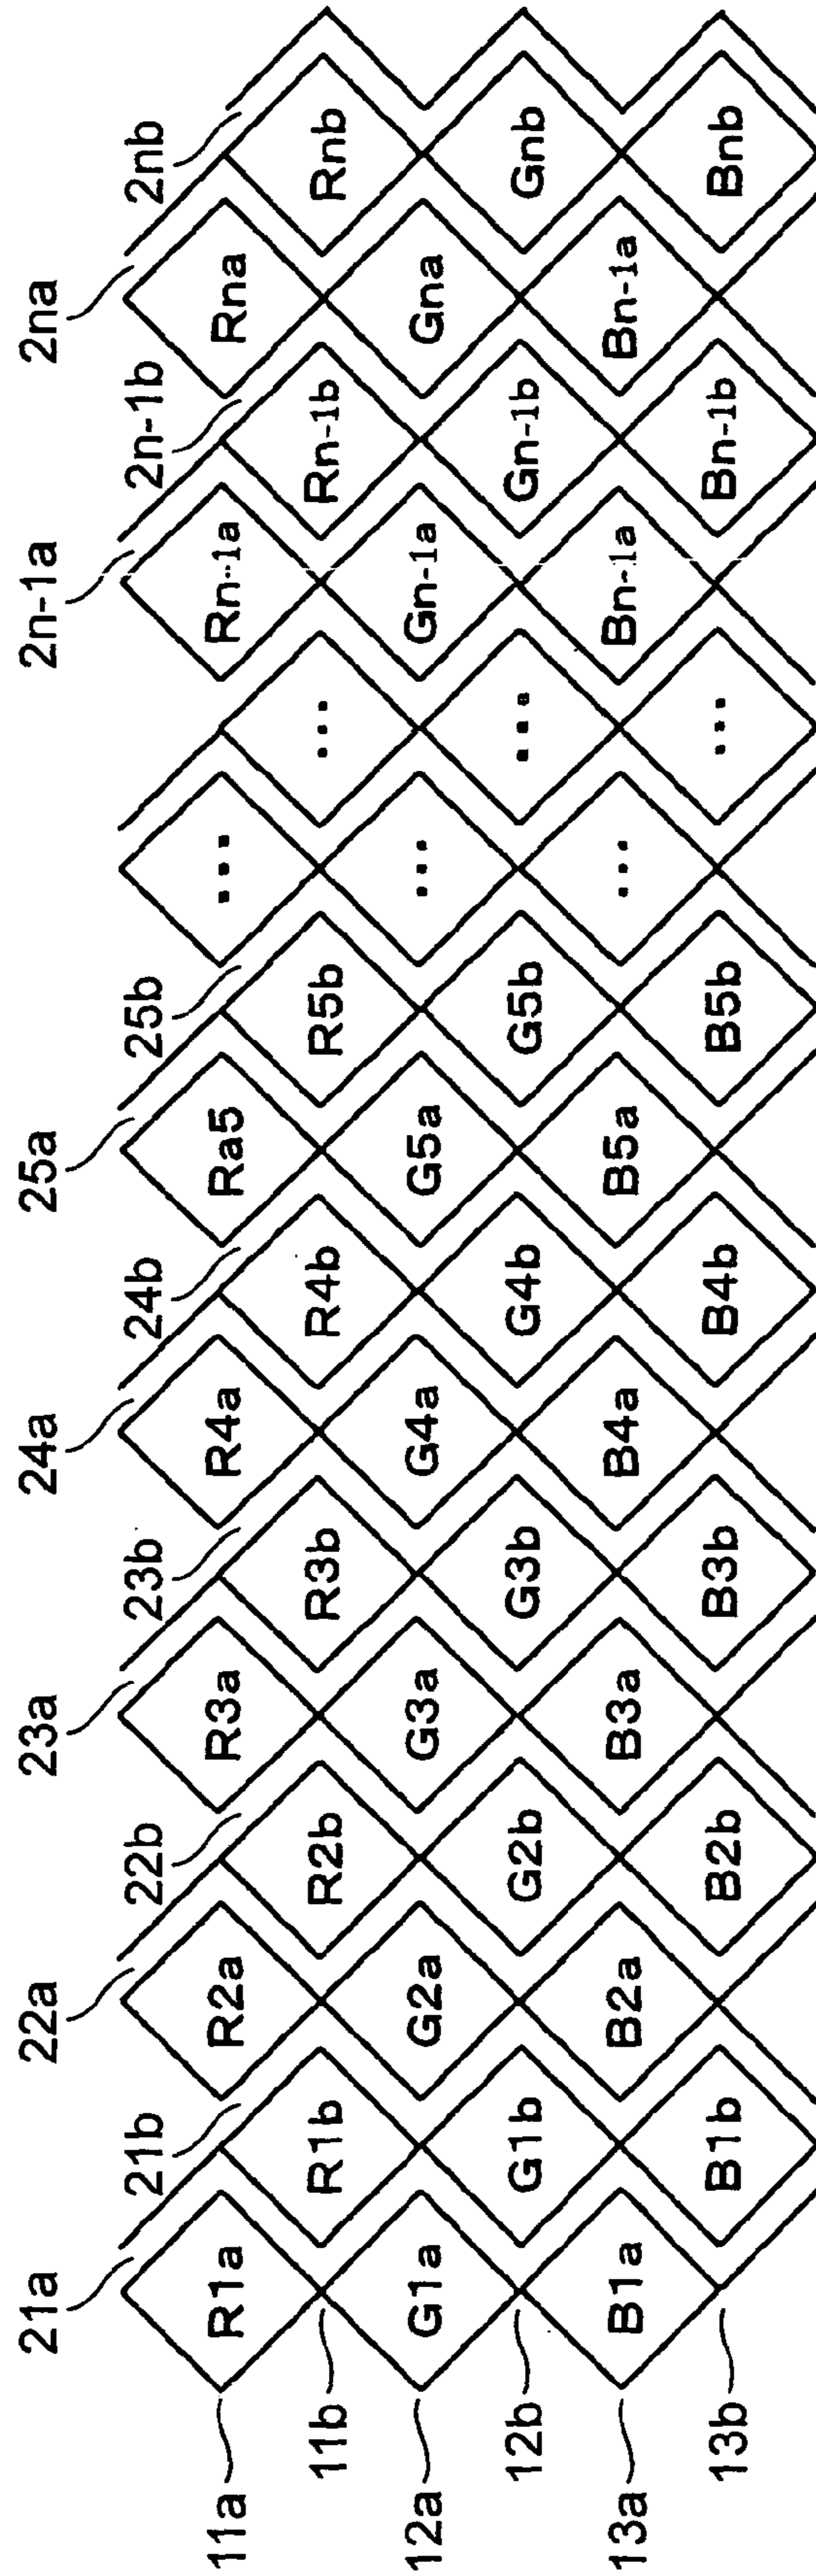 21a 22a 23a 24a 25a 2n-1a 2na
21b 22b 23b 24b 25b 2n-1b 2nb
11a R1a R2a R3a R4a Ra5 ... Rn-1a Rna
11b R1b R2b R3b R4b R5b ... Rn-1b Rnb
12a G1a G2a G3a G4a G5a ... Gn-1a Gna
12b G1b G2b G3b G4b G5b ... Gn-1b Gnb
13a B1a B2a B3a B4a B5a ... Bn-1a Bn-1a
13b B1b B2b B3b B4b B5b ... Bn-1b Bnb